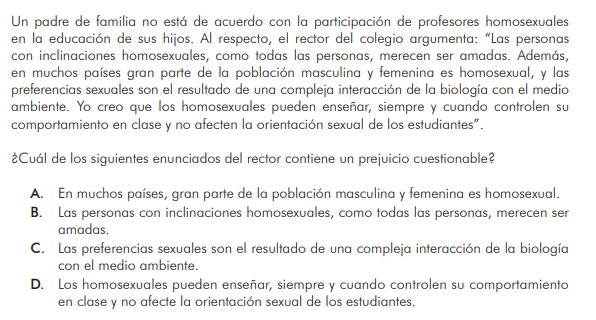 Un padre de familia no está de acuerdo con la participación de profesores homosexuales
en la educación de sus hijos. Al respecto, el rector del colegio argumenta: “Las personas
con inclinaciones homosexuales, como todas las personas, merecen ser amadas. Además,
en muchos países gran parte de la población masculina y femenina es homosexual, y las
preferencias sexuales son el resultado de una compleja interacción de la biología con el medio
ambiente. Yo creo que los homosexuales pueden enseñar, siempre y cuando controlen su
comportamiento en clase y no afecten la orientación sexual de los estudiantes”.
¿Cuál de los siguientes enunciados del rector contiene un prejuicio cuestionable?
A. En muchos países, gran parte de la población masculina y femenina es homosexual.
B. Las personas con inclinaciones homosexuales, como todas las personas, merecen ser
amadas.
C. Las preferencias sexuales son el resultado de una compleja interacción de la biología
con el medio ambiente.
D. Los homosexuales pueden enseñar, siempre y cuando controlen su comportamiento
en clase y no afecte la orientación sexual de los estudiantes.